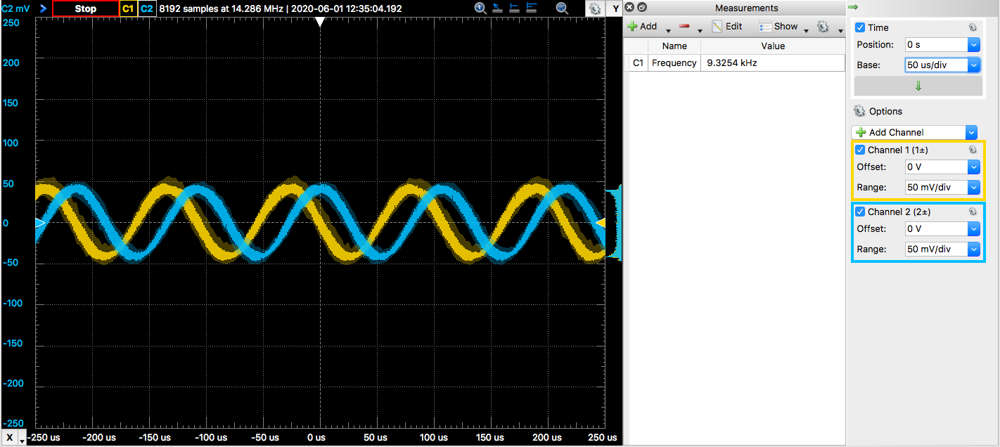 C2 mV Stop C1 C2 8192 samples at 14.286 MHz | 2020-06-01 12:35:04.192 Y
250
200
150
100
50
0
-50
-100
-150
-200
-250
X -250 us -200 us -150 us -100 us -50 us 0 us 50 us 100 us 150 us 200 us 250 us
Measurements
Add Edit Show
Name Value
C1 Frequency 9.3254 kHz
Time
Position: 0 s
Base: 50 us/div
Options
Add Channel
Channel 1 (1±)
Offset: 0 V
Range: 50 mV/div
Channel 2 (2±)
Offset: 0 V
Range: 50 mV/div